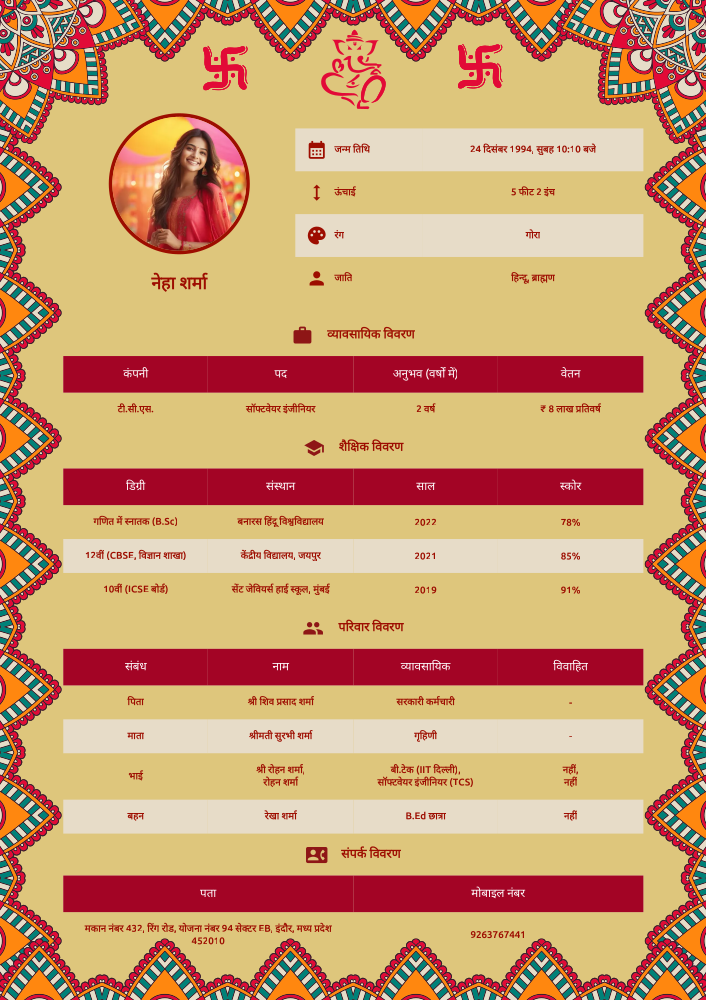 जन्म तिथि 24 दिसंबर 1994, सुबह 10:10 बजे
ऊंचाई 5 फीट 2 इंच
रंग गोरा
जाति हिन्दू, ब्राह्मण
नेहा शर्मा
व्यावसायिक विवरण
कंपनी पद अनुभव (वर्षों में) वेतन
टी.सी.एस. सॉफ्टवेयर इंजीनियर 2 वर्ष ₹ 8 लाख प्रतिवर्ष
शैक्षिक विवरण
डिग्री संस्थान साल स्कोर
गणित में स्नातक (B.Sc) बनारस हिंदू विश्वविद्यालय 2022 78%
12वीं (CBSE, विज्ञान शाखा) केंद्रीय विद्यालय, जयपुर 2021 85%
10वीं (ICSE बोर्ड) सेंट जेवियर्स हाई स्कूल, मुंबई 2019 91%
परिवार विवरण
संबंध नाम व्यावसायिक विवाहित
पिता श्री शिव प्रसाद शर्मा सरकारी कर्मचारी -
माता श्रीमती सुरभी शर्मा गृहिणी -
भाई श्री रोहन शर्मा, बी.टेक (IIT दिल्ली), नहीं,
रोहन शर्मा सॉफ्टवेयर इंजीनियर (TCS) नहीं
बहन रेखा शर्मा B.Ed छात्रा नहीं
संपर्क विवरण
पता मोबाइल नंबर
मकान नंबर 432, रिंग रोड, योजना नंबर 94 सेक्टर EB, इंदौर, मध्य प्रदेश
452010 9263767441